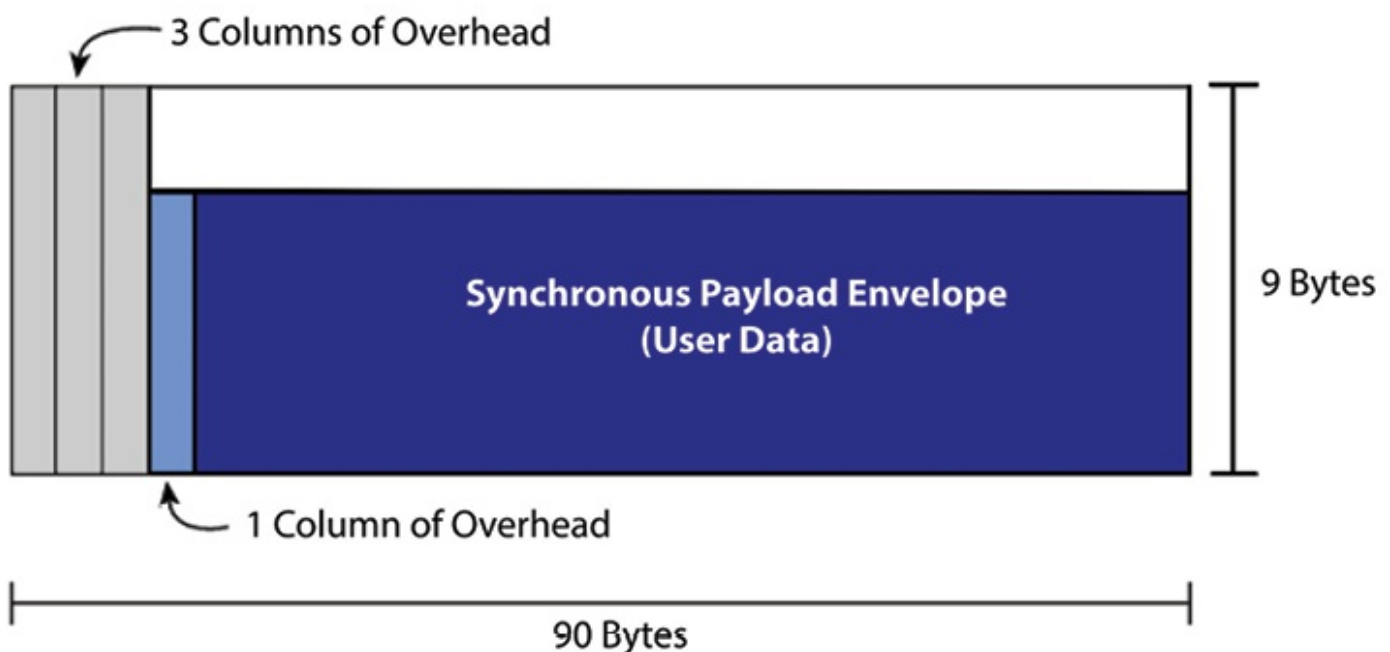 3 Columns of Overhead
Synchronous Payload Envelope
(User Data)
9 Bytes
1 Column of Overhead
90 Bytes